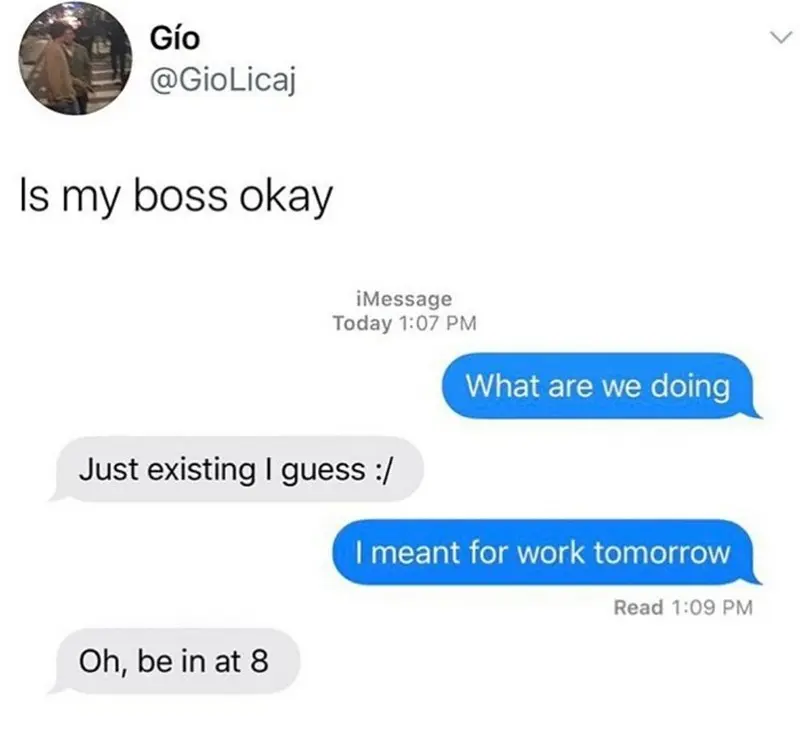 Gío
@GioLicaj
Is my boss okay
iMessage
Today 1:07 PM
What are we doing
Just existing I guess :/
I meant for work tomorrow
Read 1:09 PM
Oh, be in at 8